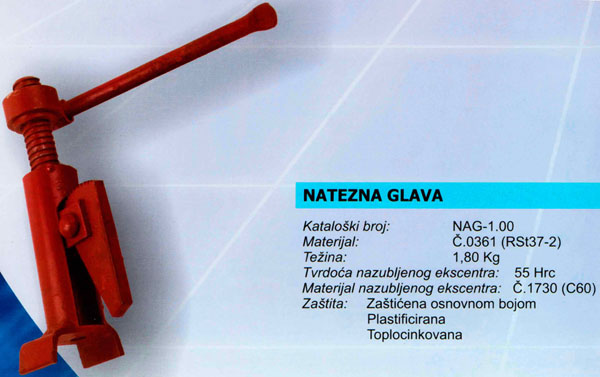 NATEZNA GLAVA
Kataloški broj: NAG-1.00
Materijal: Č.0361 (RSt37-2)
Težina: 1,80 Kg
Tvrdoća nazubljenog ekscentra: 55 Hrc
Materijal nazubljenog ekscentra: Č.1730 (C60)
Zaštita: Zaštićena osnovnom bojom
Plastificirana
Toplocinkovana